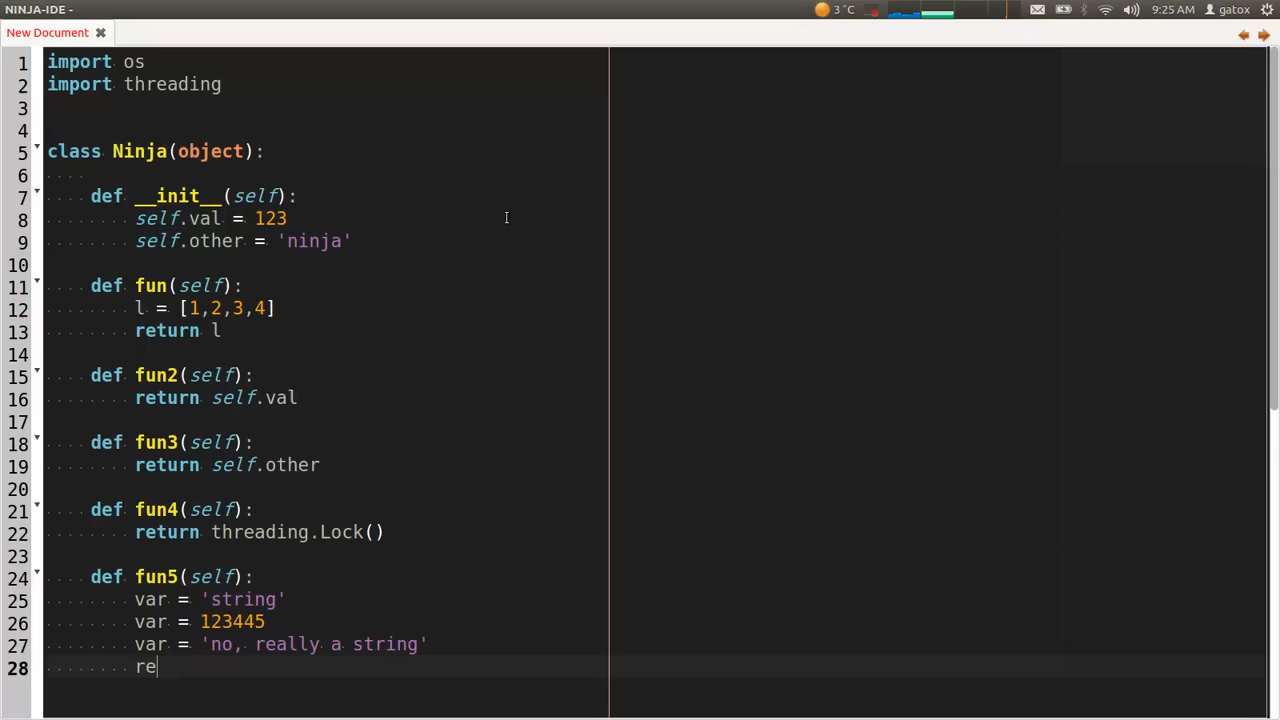 NINJA-IDE -
3 °C
9:25 AM
gatox
New Document
1 import os
2 import threading
3
4
5 class Ninja(object):
6
7     def __init__(self):
8         self.val = 123
9         self.other = 'ninja'
10
11     def fun(self):
12         l = [1,2,3,4]
13         return l
14
15     def fun2(self):
16         return self.val
17
18     def fun3(self):
19         return self.other
20
21     def fun4(self):
22         return threading.Lock()
23
24     def fun5(self):
25         var = 'string'
26         var = 123445
27         var = 'no, really a string'
28         re